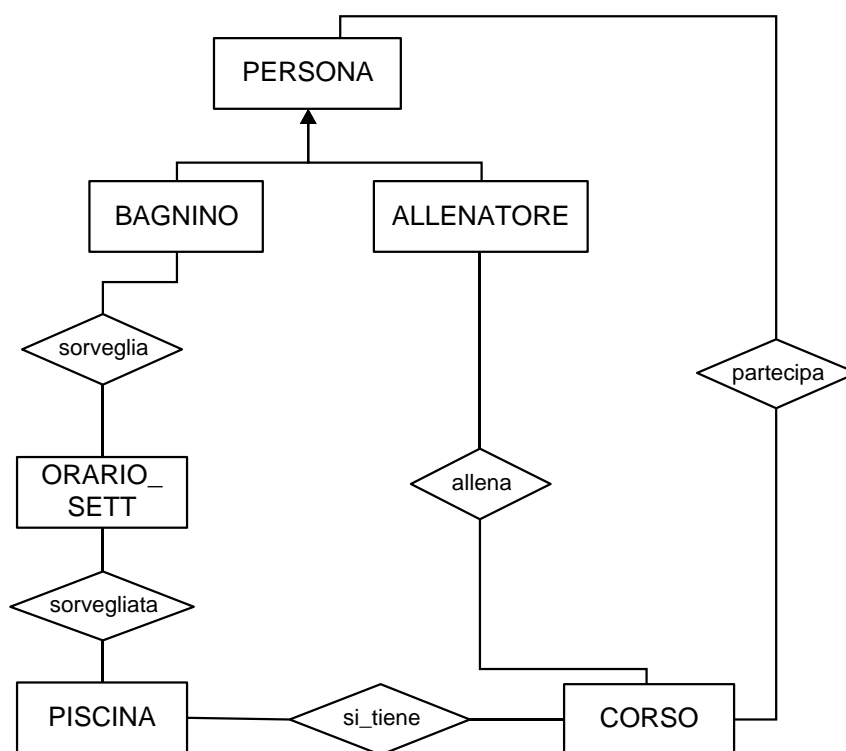 PERSONA
BAGNINO
ALLENATORE
sorveglia
partecipa
ORARIO_
SETT
allena
sorvegliata
PISCINA
si_tiene
CORSO